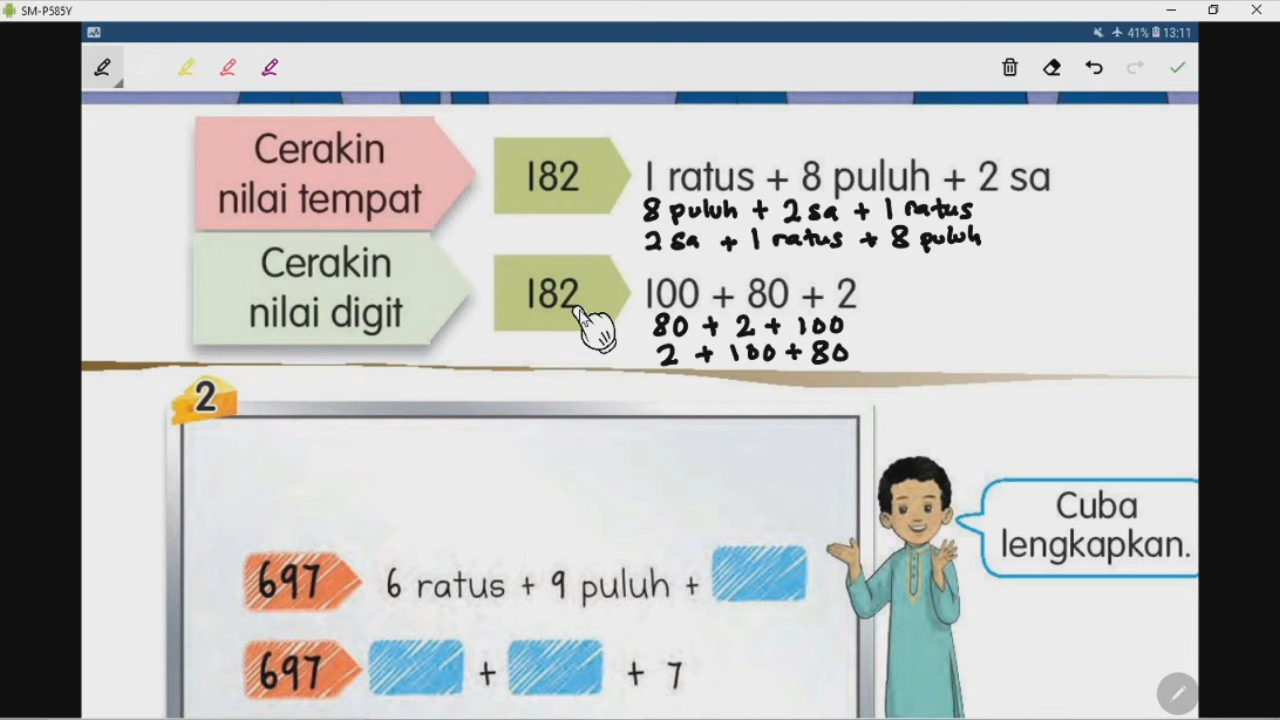 SM-P585Y
41% 13:11
Cerakin
nilai tempat
182
1 ratus + 8 puluh + 2 sa
8 puluh + 2 sa + 1 ratus
2 sa + 1 ratus + 8 puluh
Cerakin
nilai digit
182
100 + 80 + 2
80 + 2 + 100
2 + 100 + 80
2
Cuba
lengkapkan.
697
6 ratus + 9 puluh +
697
+ + 7